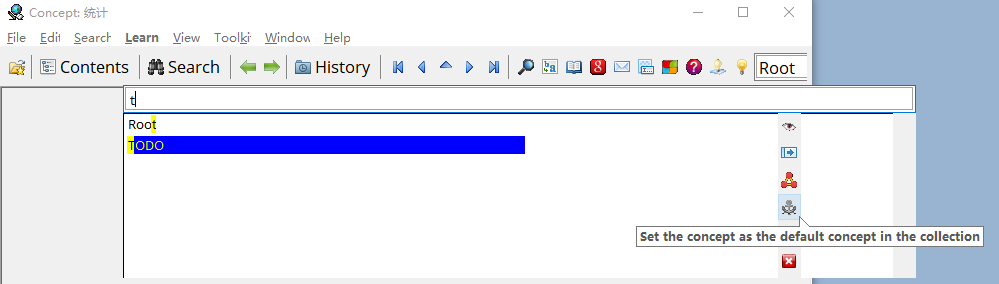 Concept: 统计
File Edit Search Learn View Toolkit Window Help
Contents Search History Root
t
Root
TODO
Set the concept as the default concept in the collection